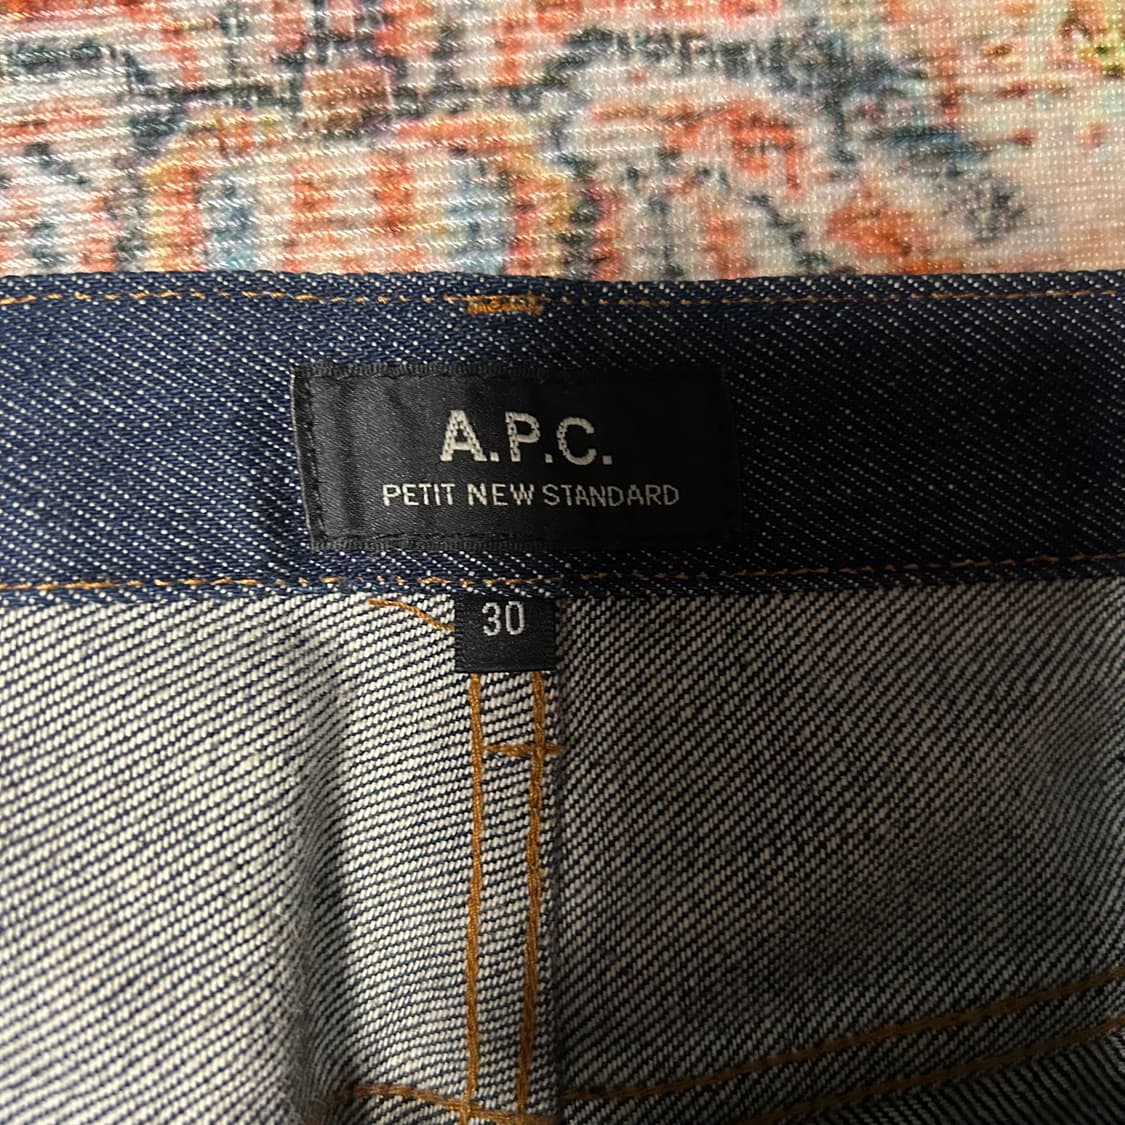 A.P.C.
PETIT NEW STANDARD
30